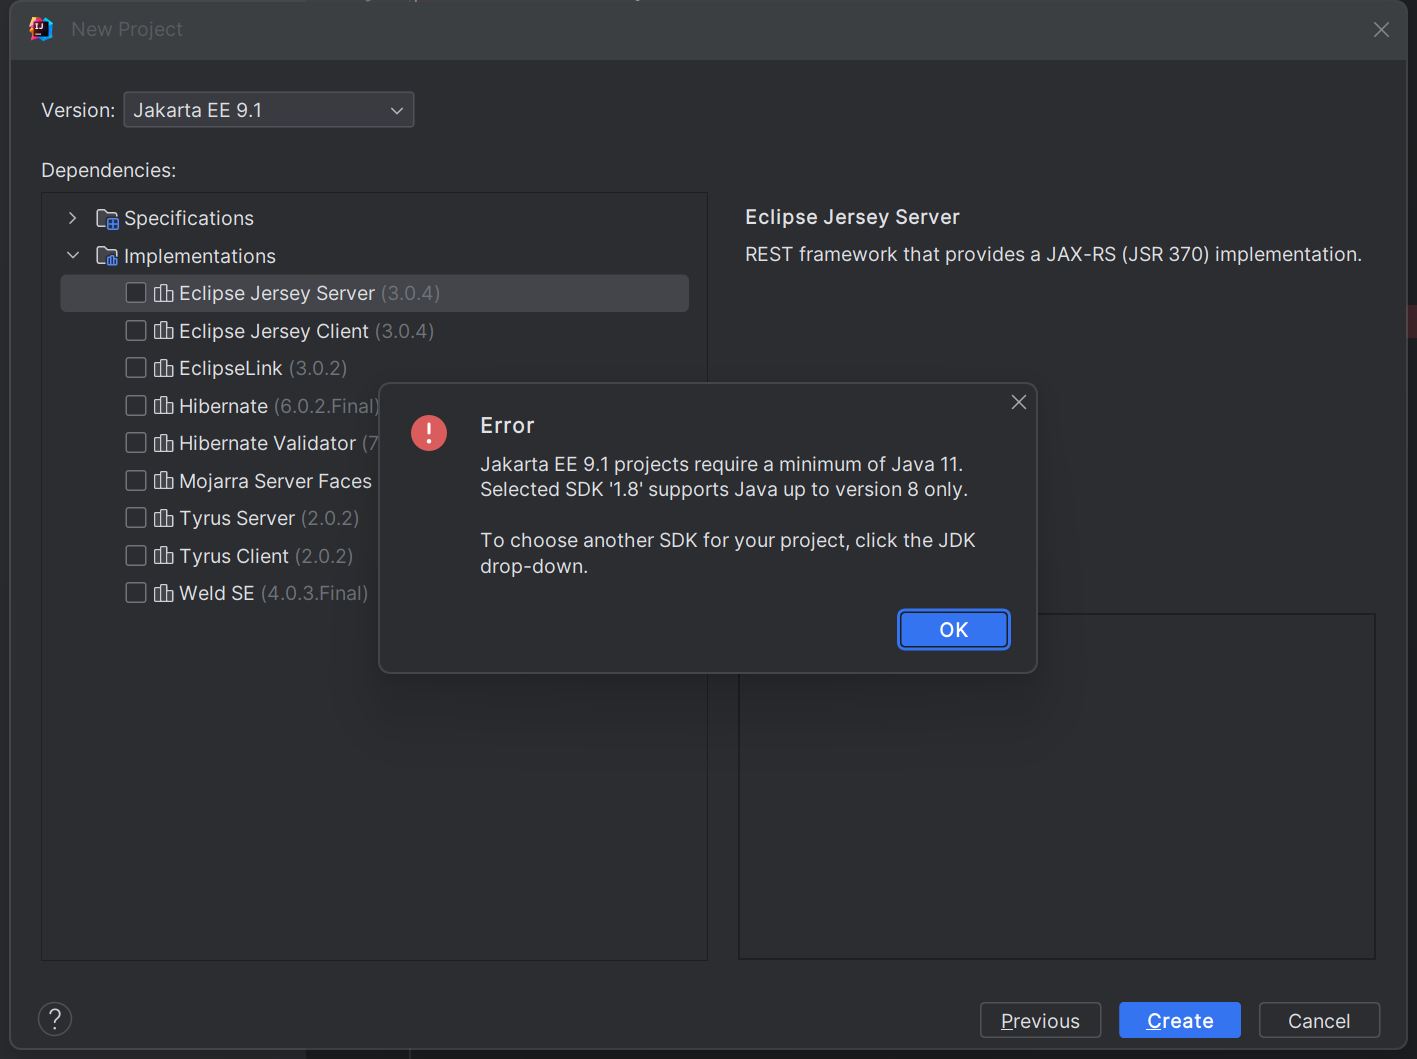 New Project
Version: Jakarta EE 9.1
Dependencies:
Specifications
Implementations
Eclipse Jersey Server (3.0.4)
Eclipse Jersey Client (3.0.4)
EclipseLink (3.0.2)
Hibernate (6.0.2.Final)
Hibernate Validator (7
Mojarra Server Faces
Tyrus Server (2.0.2)
Tyrus Client (2.0.2)
Weld SE (4.0.3.Final)
Eclipse Jersey Server
REST framework that provides a JAX-RS (JSR 370) implementation.
Error
Jakarta EE 9.1 projects require a minimum of Java 11.
Selected SDK '1.8' supports Java up to version 8 only.
To choose another SDK for your project, click the JDK
drop-down.
OK
?
Previous
Create
Cancel